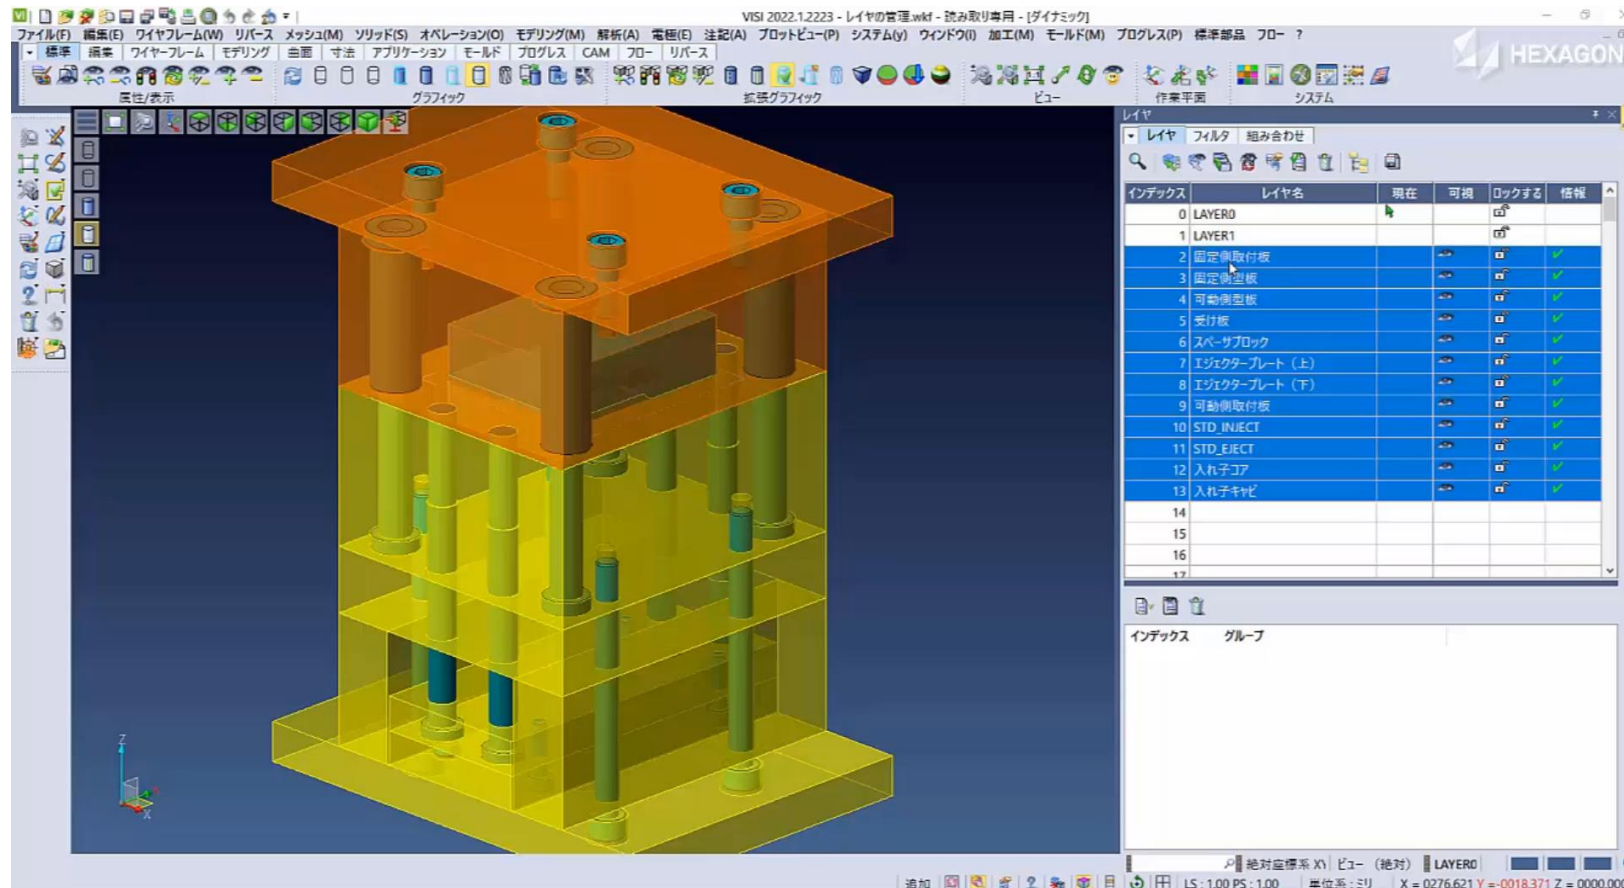 VISI 2022.1.2223 - レイヤの管理.wkf - 読み取り専用 - [ダイナミック]
ファイル(F) 編集(E) ワイヤフレーム(W) リバース メッシュ(M) ソリッド(S) オペレーション(O) モデリング(M) 解析(A) 電極(E) 注記(A) プロットビュー(P) システム(y) ウィンドウ(I) 加工(M) モールド(M) プログレス(P) 標準部品 フロー ?
標準 編集 ワイヤーフレーム モデリング 曲面 寸法 アプリケーション モールド プログレス CAM フロー リバース
HEXAGON
属性/表示 グラフィック 拡張グラフィック ビュー 作業平面 システム
レイヤ
レイヤ フィルタ 組み合わせ
インデックス レイヤ名 現在 可視 ロックする 情報
0 LAYER0
1 LAYER1
2 固定側取付板
3 固定側型板
4 可動側型板
5 受け板
6 スペーサブロック
7 エジェクタープレート（上）
8 エジェクタープレート（下）
9 可動側取付板
10 STD_INJECT
11 STD_EJECT
12 入れ子コア
13 入れ子キャビ
14
15
16
17
インデックス グループ
Z
X
絶対座標系 XY ビュー （絶対） LAYER0
追加 LS : 1.00 PS : 1.00 単位系 : ミリ X = 0276.621 Y =-0018.371 Z = 0000.0